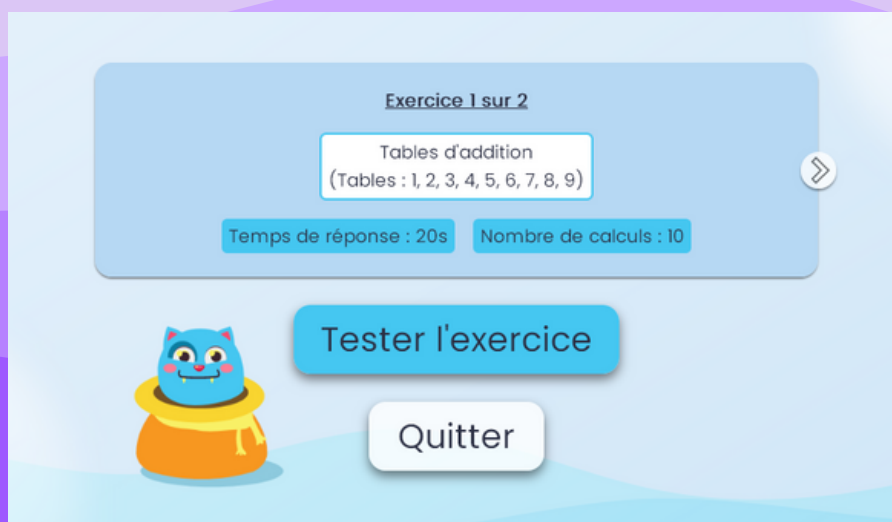 Exercice 1 sur 2
Tables d'addition
(Tables : 1, 2, 3, 4, 5, 6, 7, 8, 9)
Temps de réponse : 20s
Nombre de calculs : 10
Tester l'exercice
Quitter